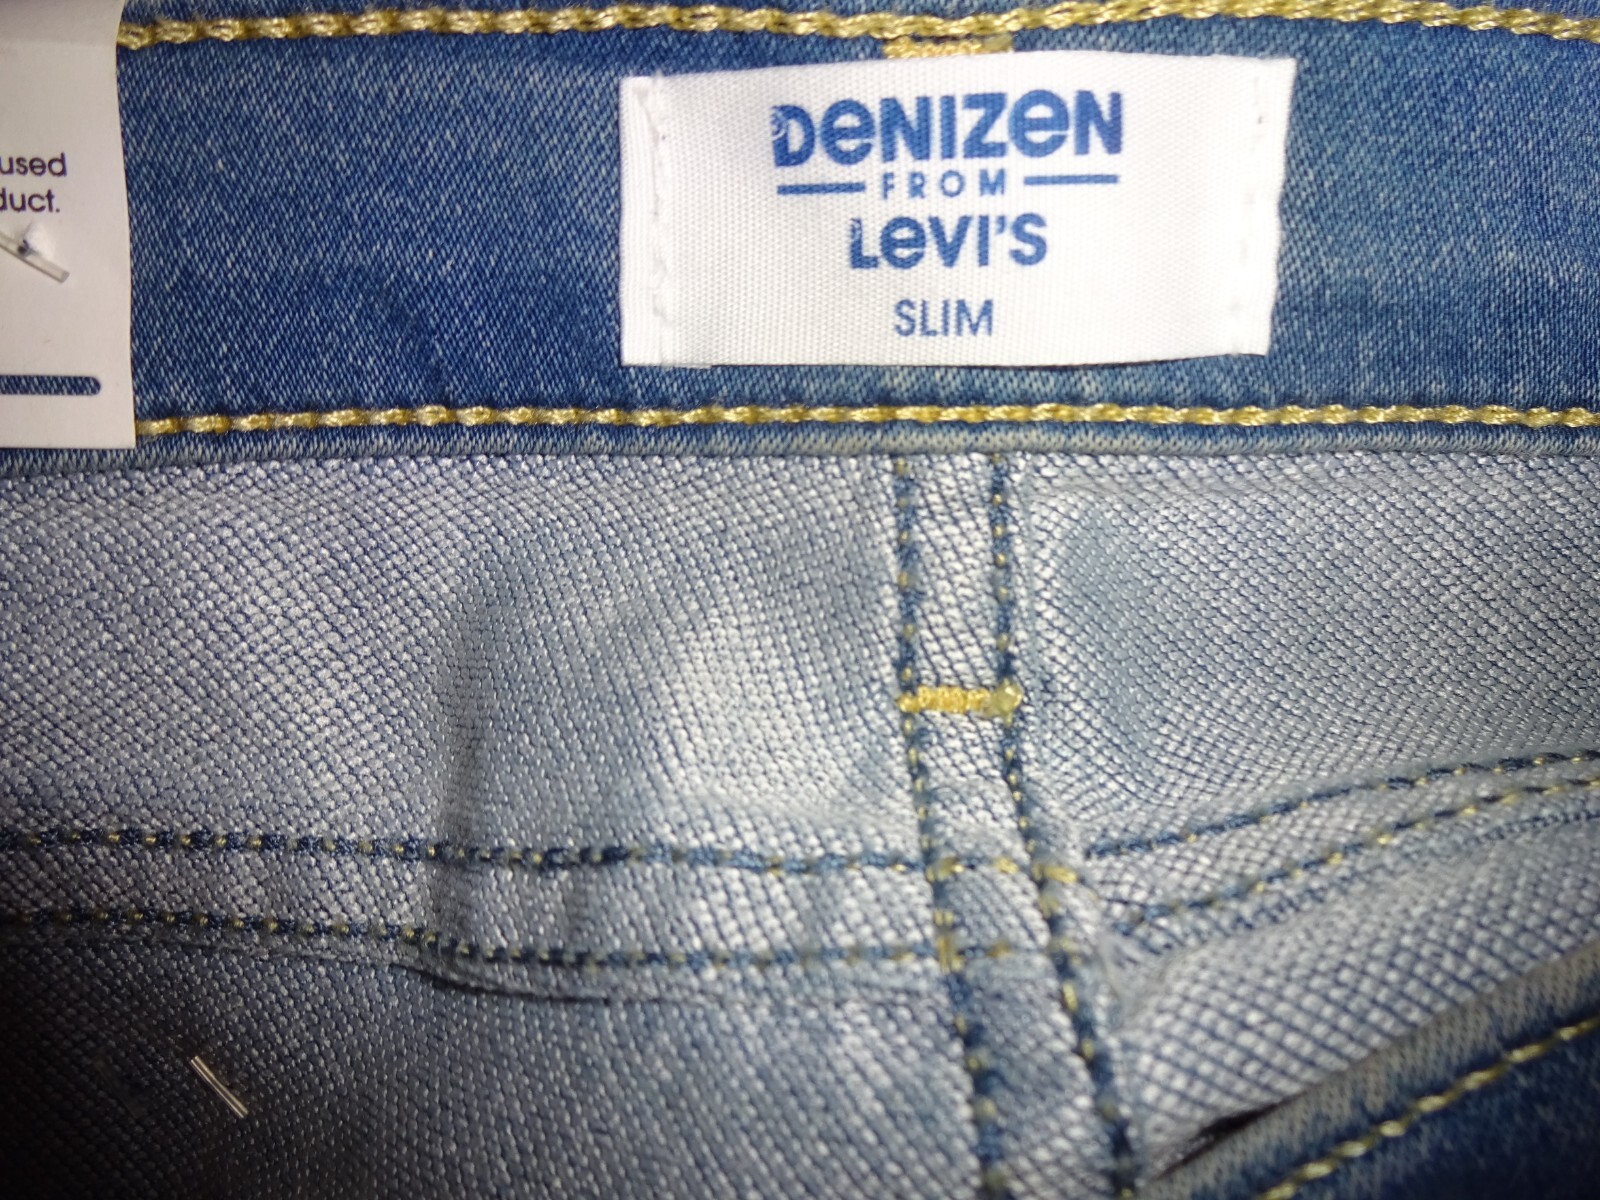 used
duct.
DENIZEN
FROM
LEVI'S
SLIM